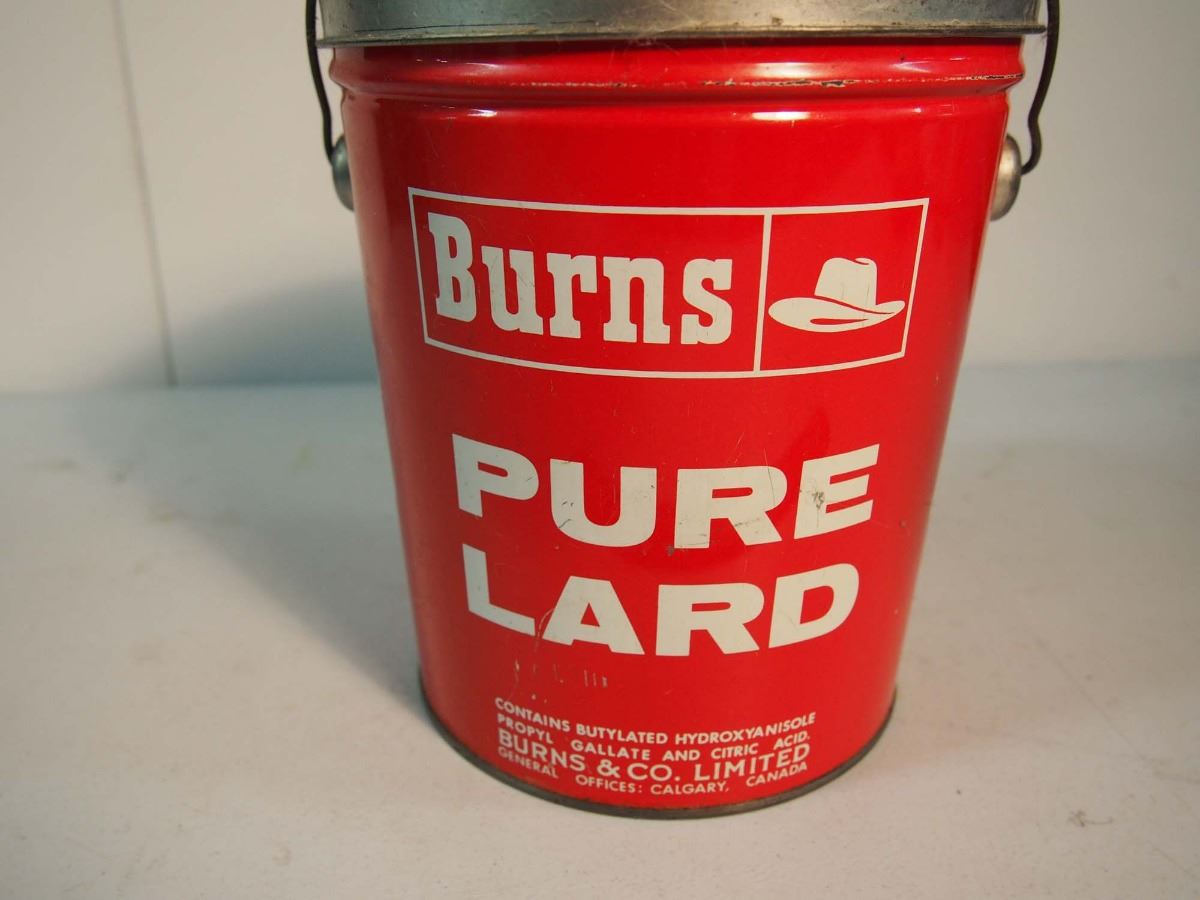 Burns
PURE
LARD
CONTAINS BUTYLATED HYDROXYANISOLE
PROPYL GALLATE AND CITRIC ACID.
BURNS & CO. LIMITED
GENERAL OFFICES: CALGARY, CANADA